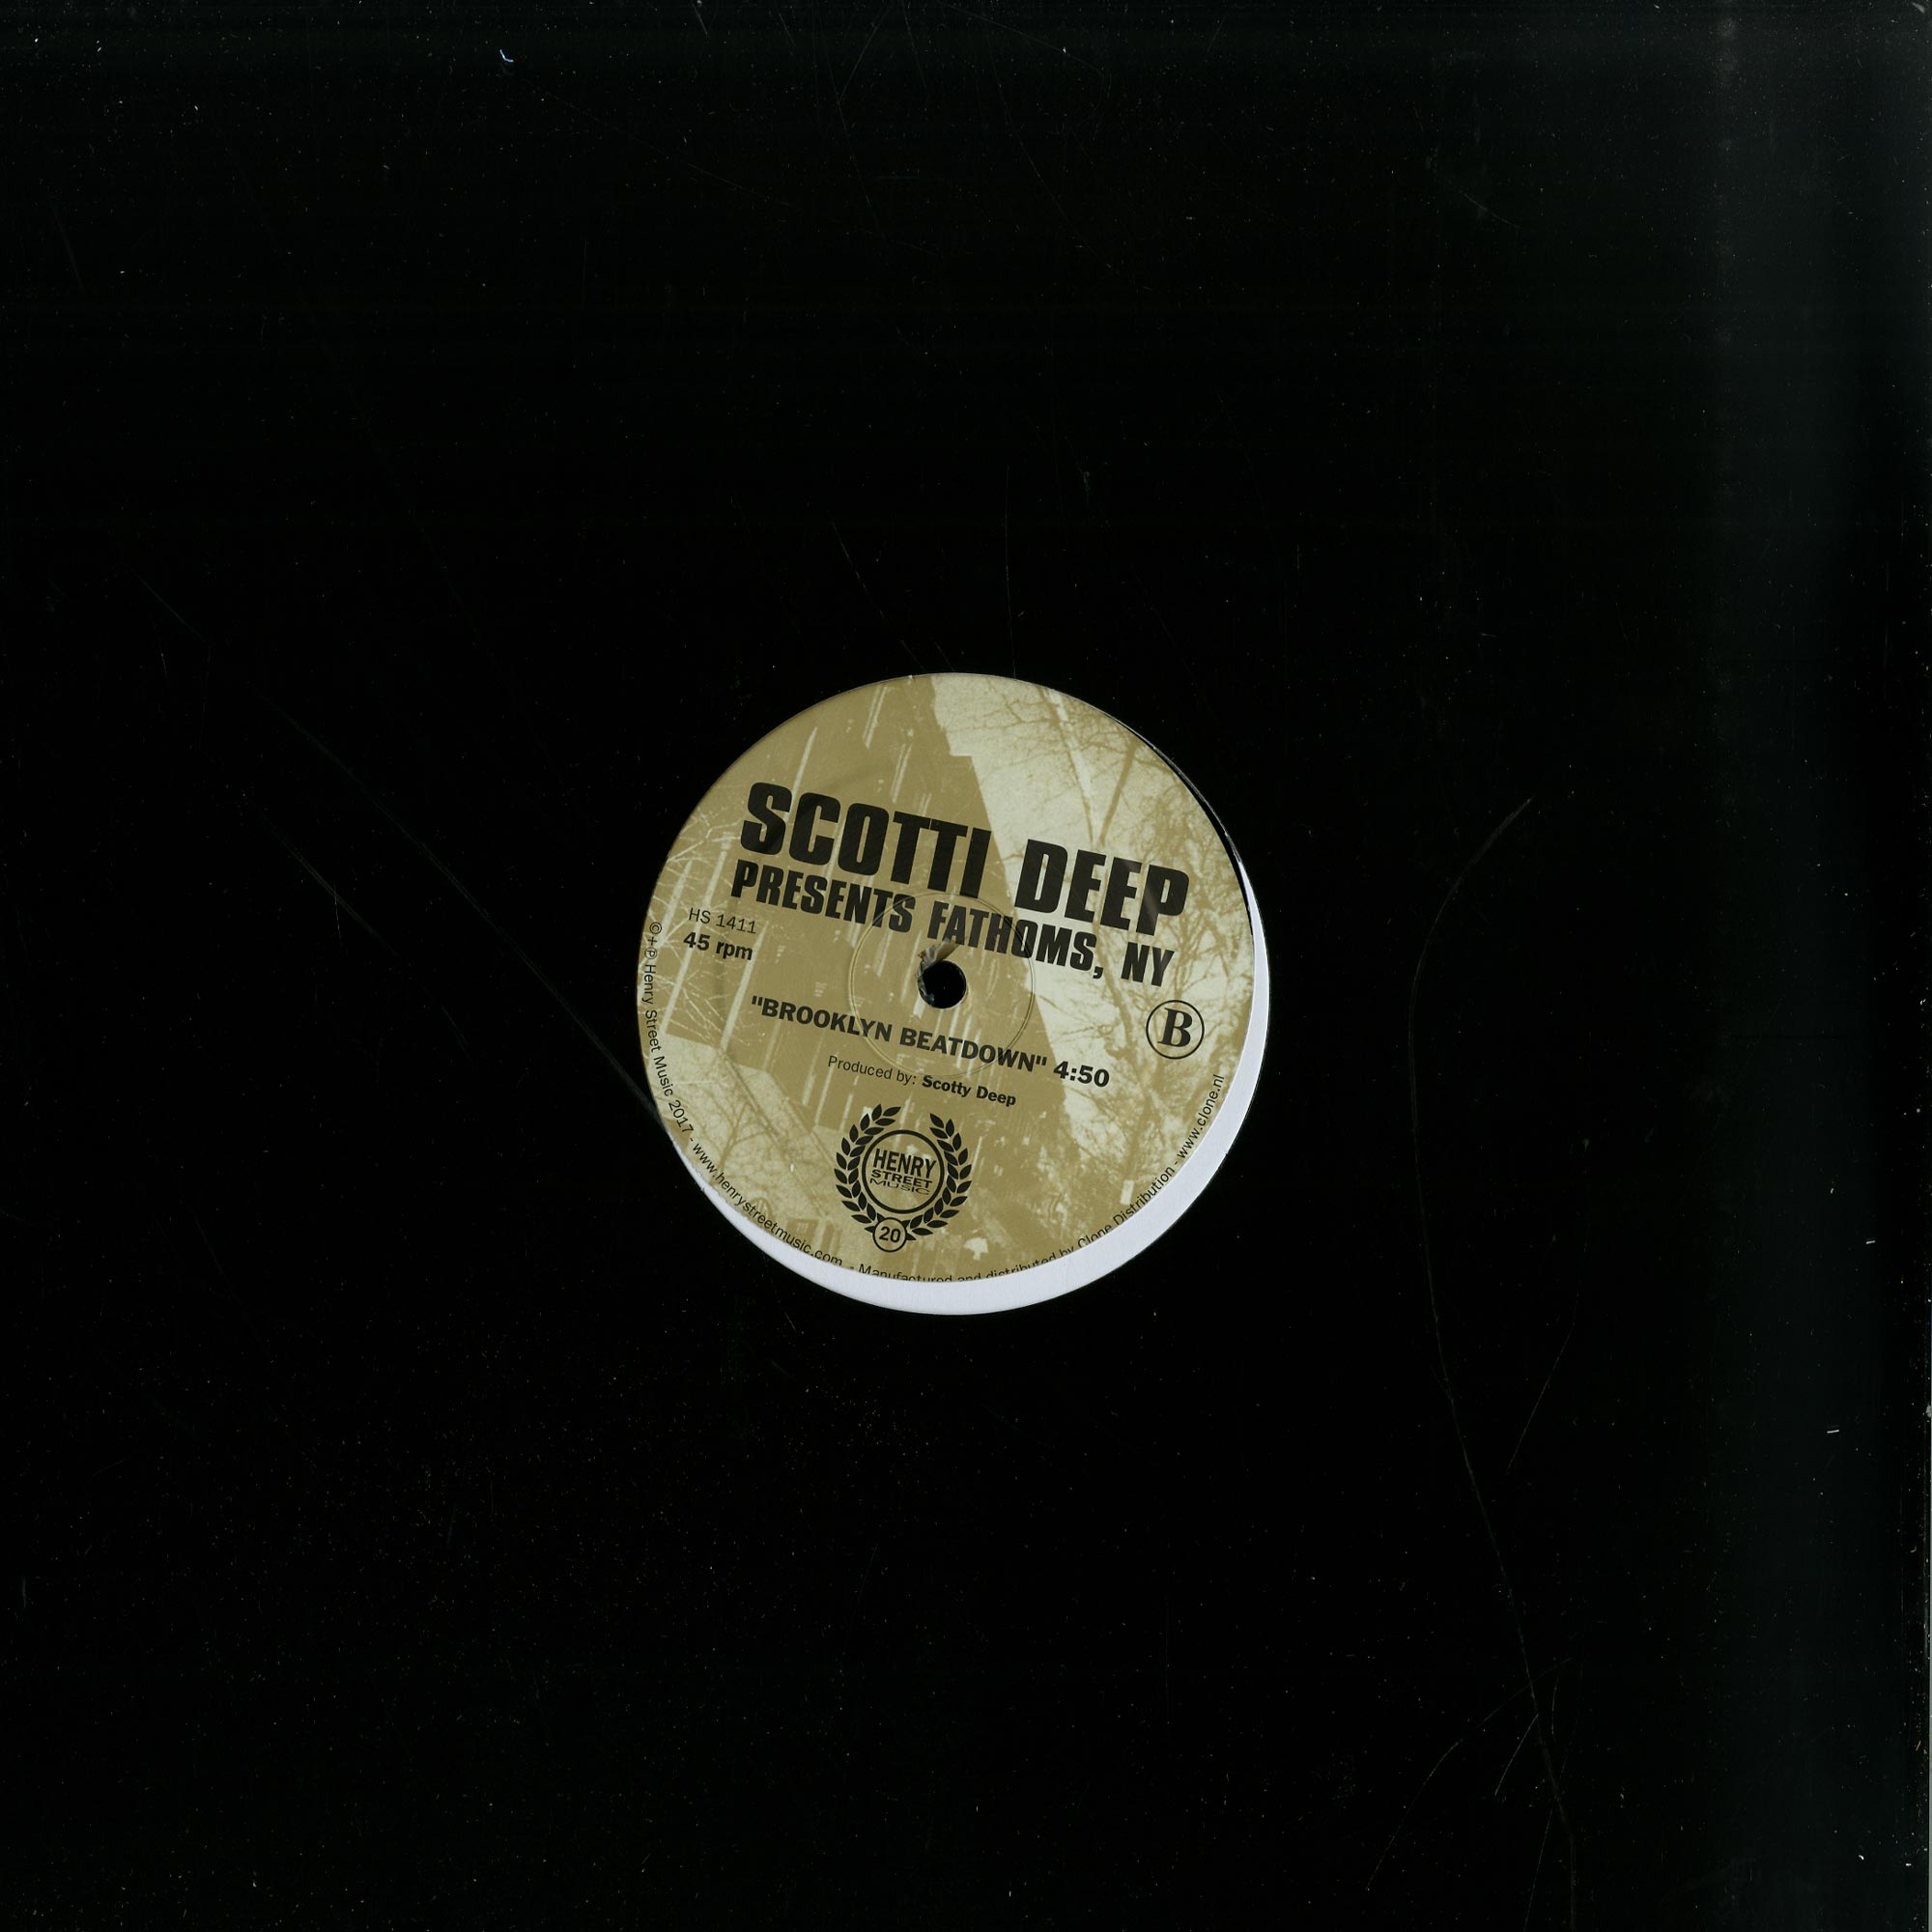 SCOTTI DEEP
PRESENTS FATHOMS, NY
HS 1411
45 rpm
B
"BROOKLYN BEATDOWN" 4:50
Produced by: Scotty Deep
HENRY
STREET
MUSIC
20
©+℗ Henry Street Music 2017 - www.henrystreetmusic.com - Manufactured and distributed by Clone Distribution - www.clone.nl